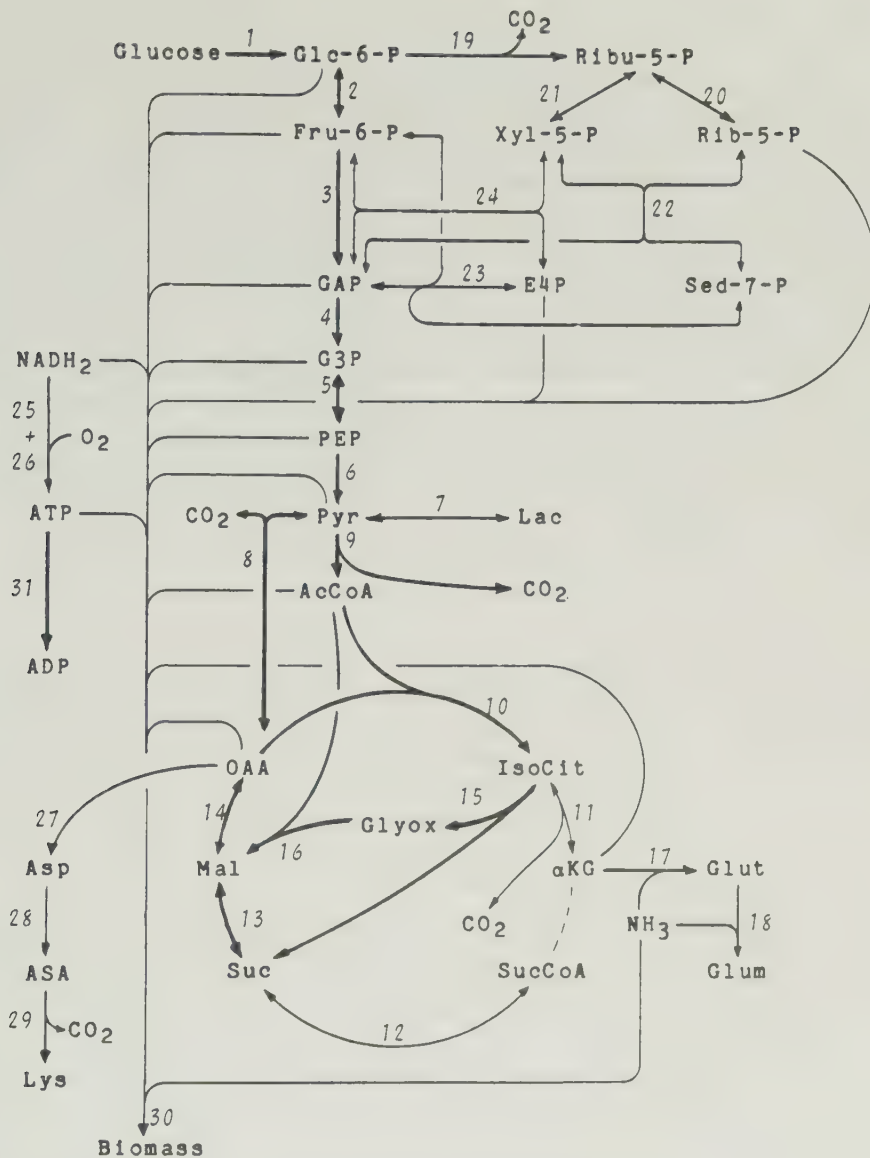 CO2
Glucose 1 Glc-6-P 19 Ribu-5-P
2 21 20
Fru-6-P Xyl-5-P Rib-5-P
3 24 22
GAP 23 E4P Sed-7-P
4
NADH2 G3P
25 5
+ O2 PEP
26 6
ATP CO2 Pyr 7 Lac
8 9
31 AcCoA CO2
ADP
10
OAA IsoCit
27 14 Glyox 15 11
16
Asp Mal αKG 17 Glut
28 13 CO2 NH3 18
ASA Suc SucCoA Glum
29 CO2 12
Lys
30
Biomass